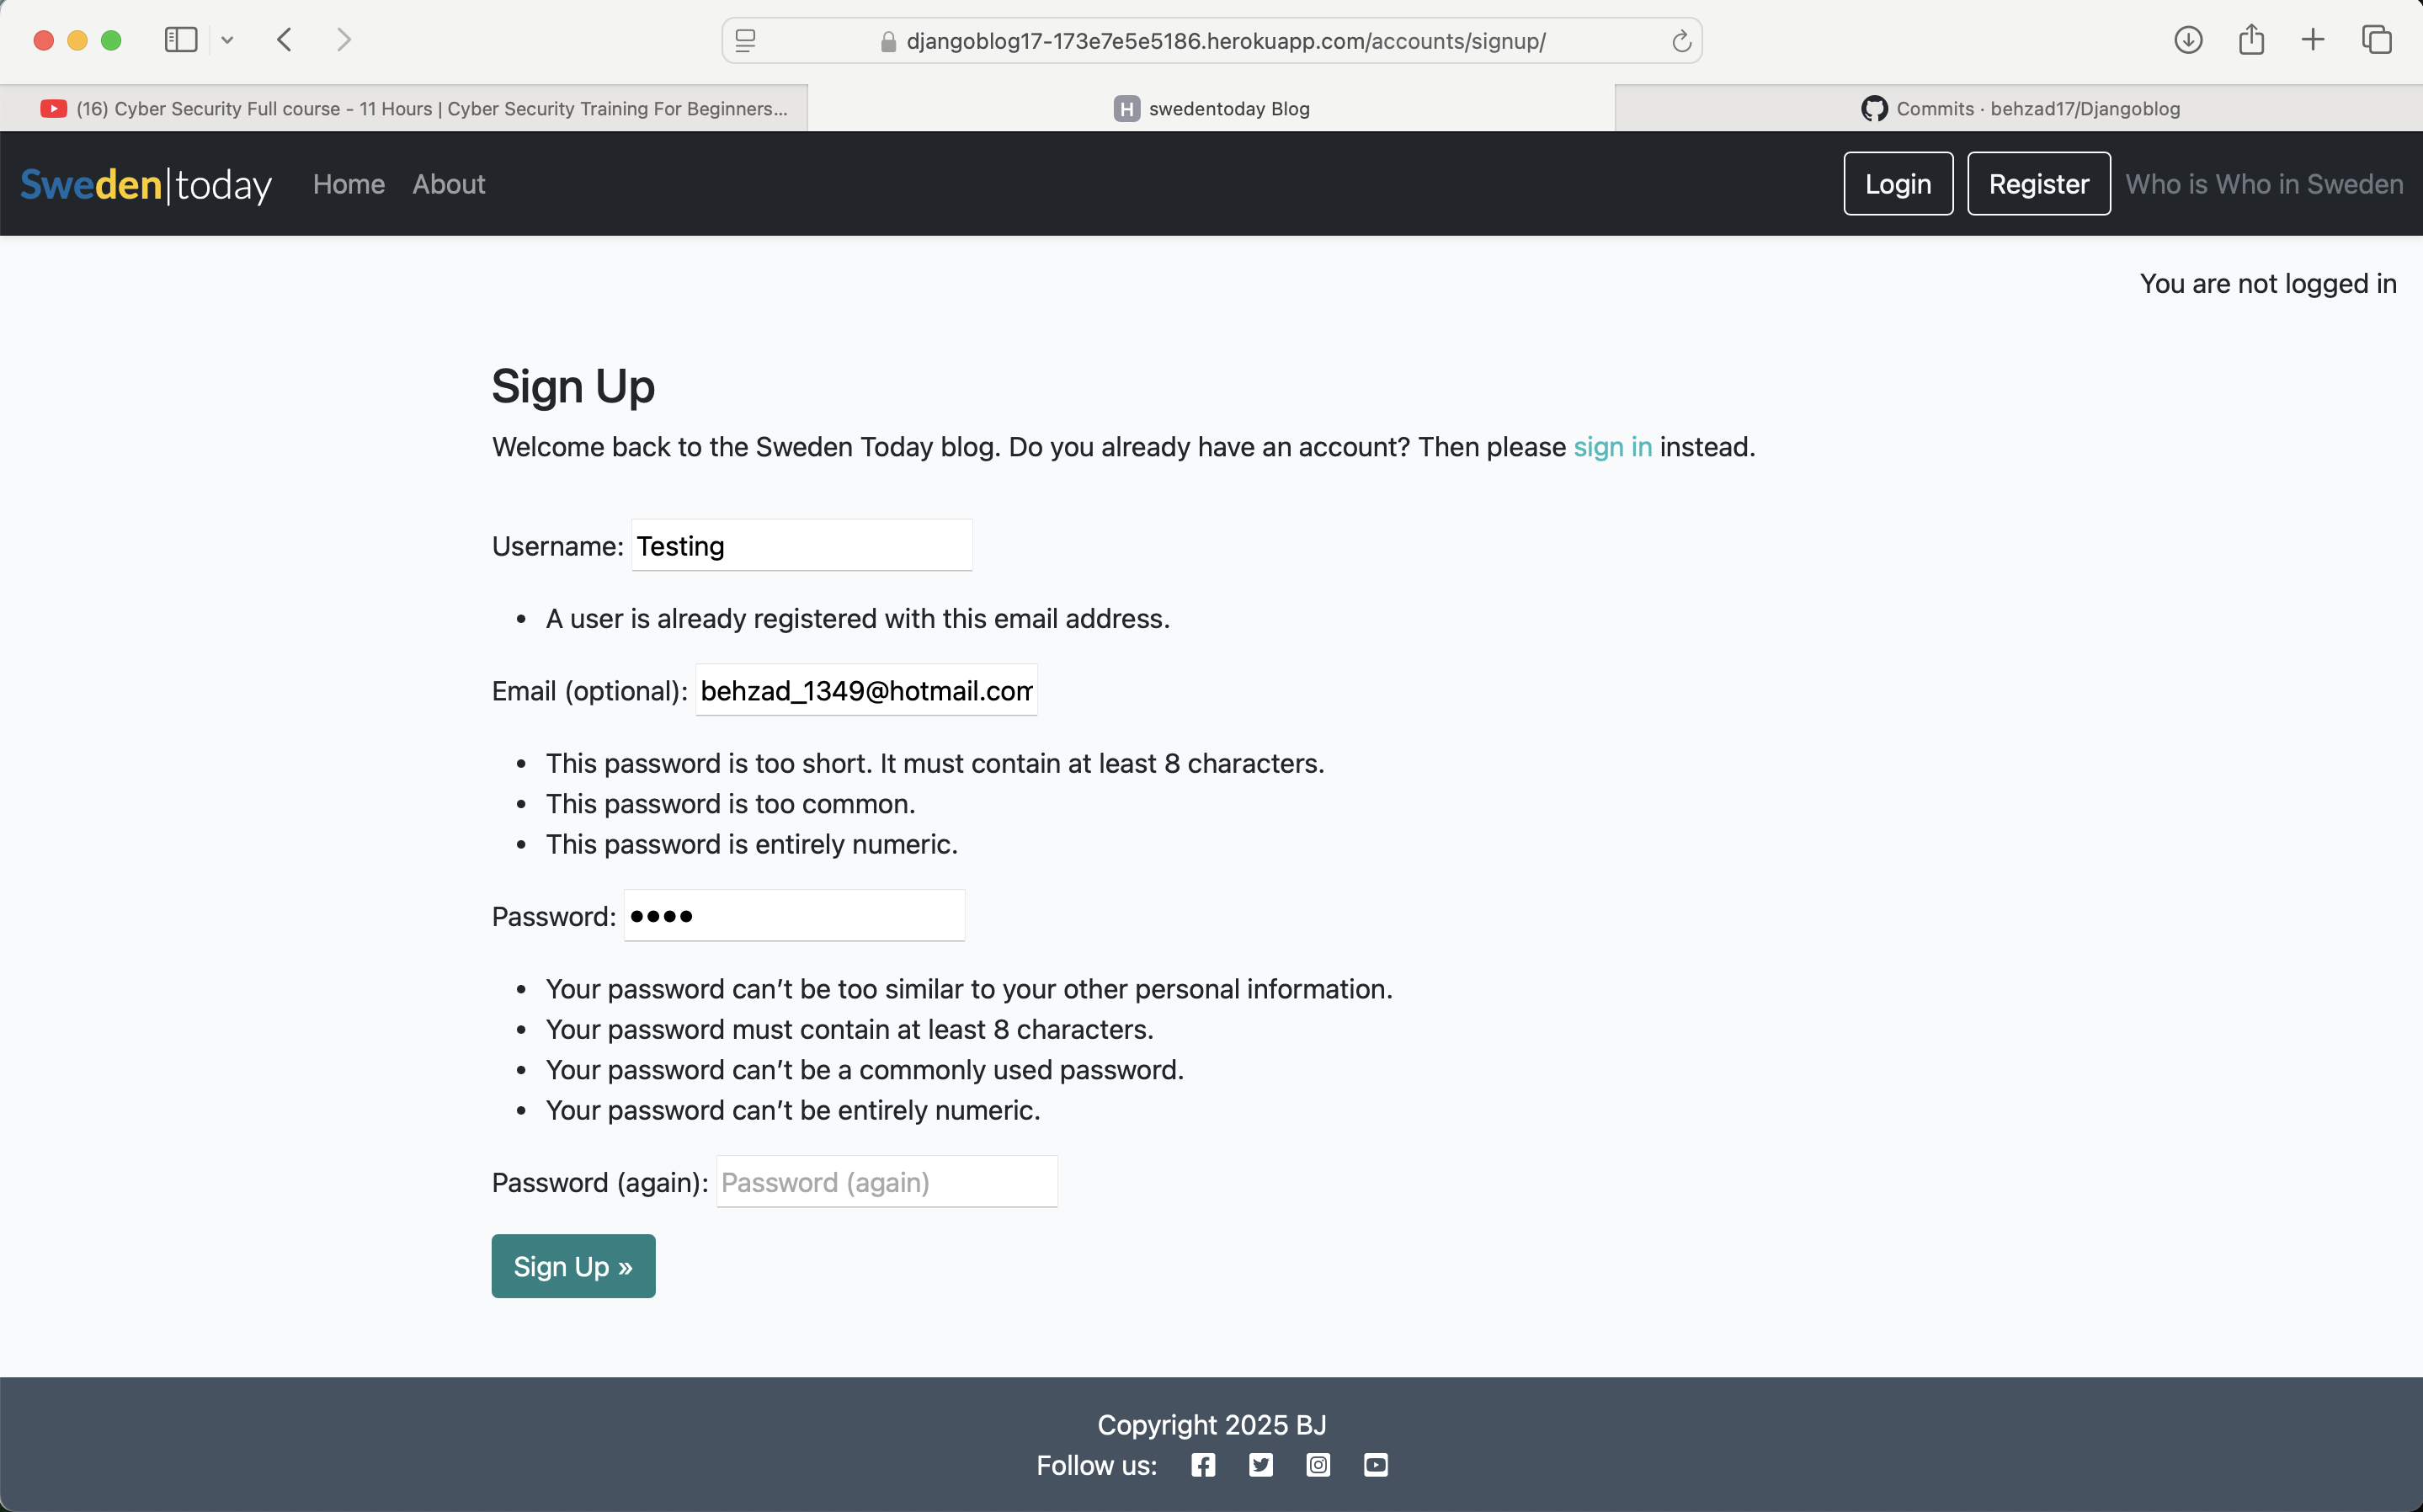 djangoblog17-173e7e5e5186.herokuapp.com/accounts/signup/
(16) Cyber Security Full course - 11 Hours | Cyber Security Training For Beginners...
H swedentoday Blog
Commits · behzad17/Djangoblog
Sweden|today Home About Login Register Who is Who in Sweden
You are not logged in
Sign Up
Welcome back to the Sweden Today blog. Do you already have an account? Then please sign in instead.
Username: Testing
• A user is already registered with this email address.
Email (optional): behzad_1349@hotmail.com
• This password is too short. It must contain at least 8 characters.
• This password is too common.
• This password is entirely numeric.
Password: ••••
• Your password can’t be too similar to your other personal information.
• Your password must contain at least 8 characters.
• Your password can’t be a commonly used password.
• Your password can’t be entirely numeric.
Password (again): Password (again)
Sign Up »
Copyright 2025 BJ
Follow us: